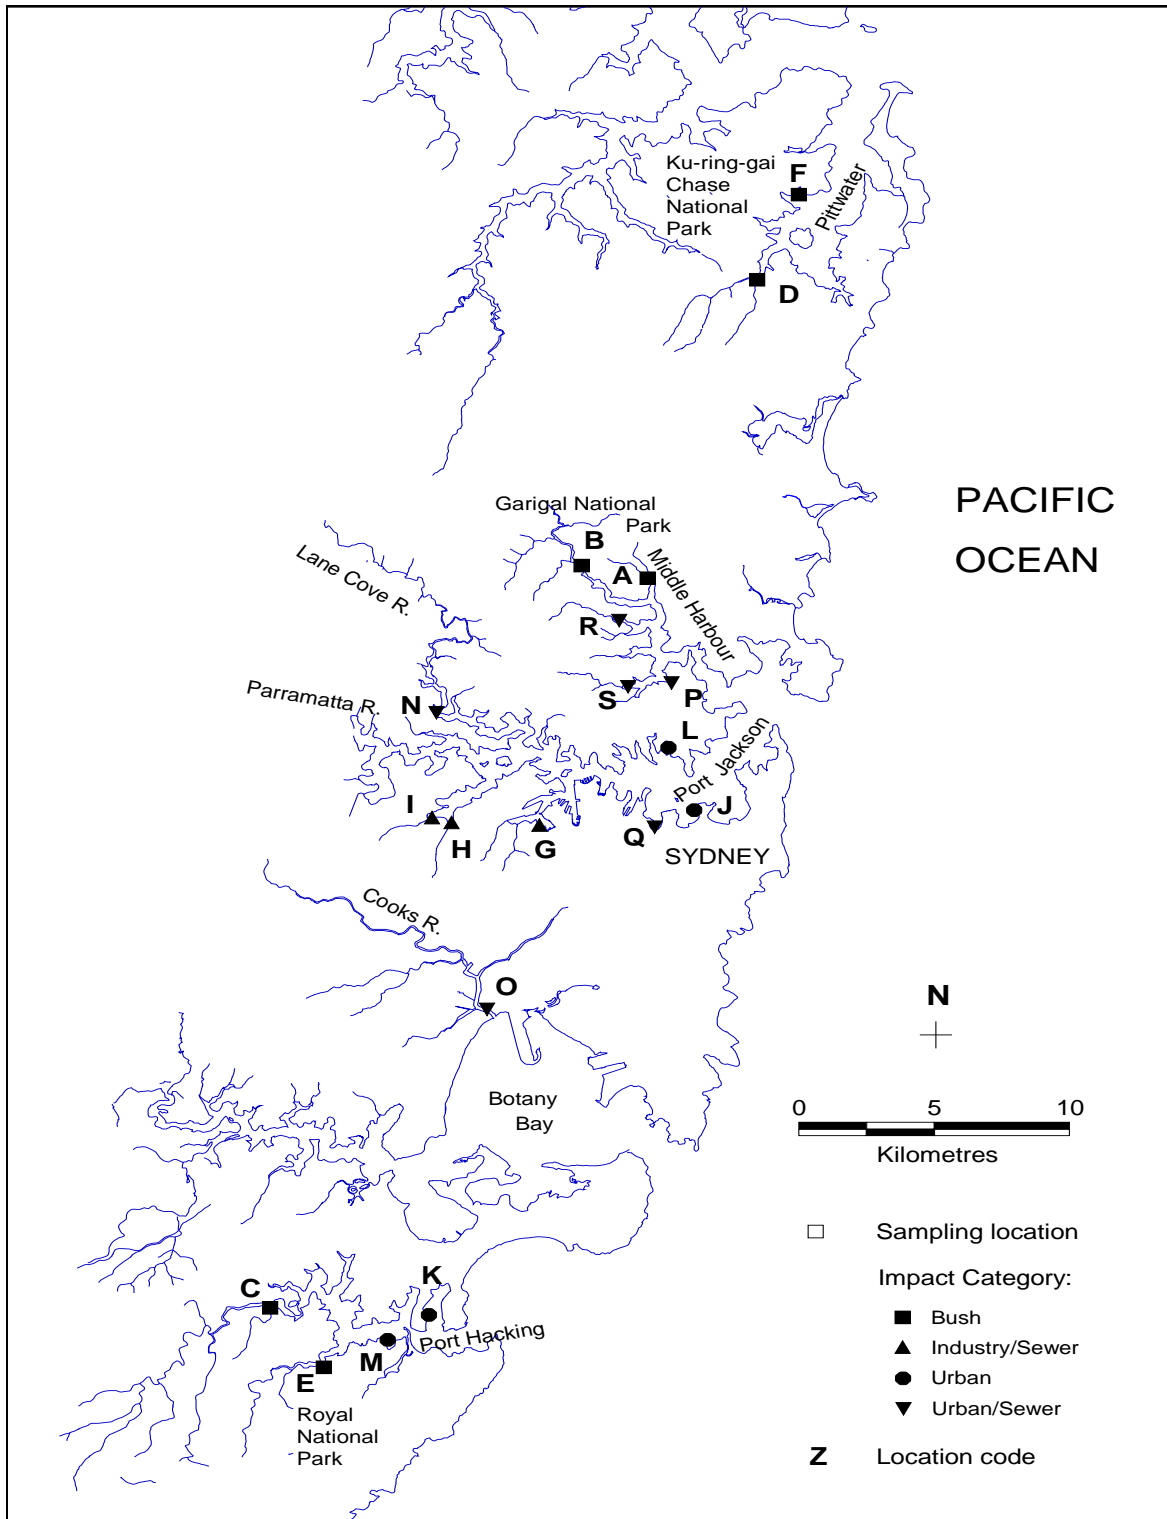 Ku-ring-gai
Chase
National
Park
F
Pittwater
D
PACIFIC
OCEAN
Garigal National
Park
B
A
Middle Harbour
Lane Cove R.
R
Parramatta R.
N
S
P
L
Port Jackson
I
H
G
Q
J
SYDNEY
Cooks R.
O
N
Botany
Bay
0 5 10
Kilometres
Sampling location
Impact Category:
Bush
Industry/Sewer
Urban
Urban/Sewer
Z Location code
C
K
M
Port Hacking
E
Royal
National
Park